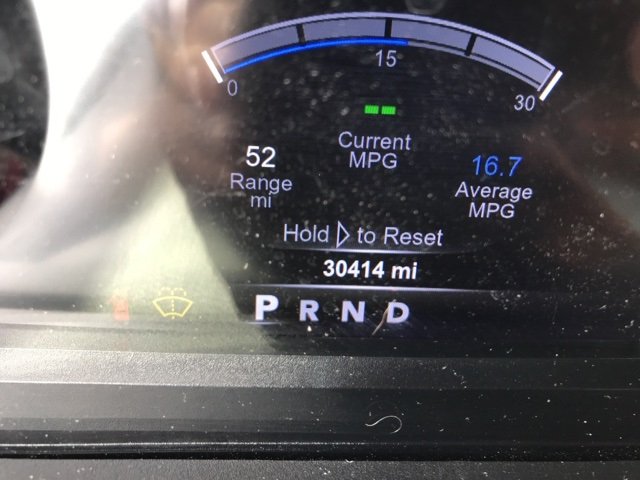 15
0
30
Current
MPG
52
Range
mi
16.7
Average
MPG
Hold ▷ to Reset
30414 mi
P R N D